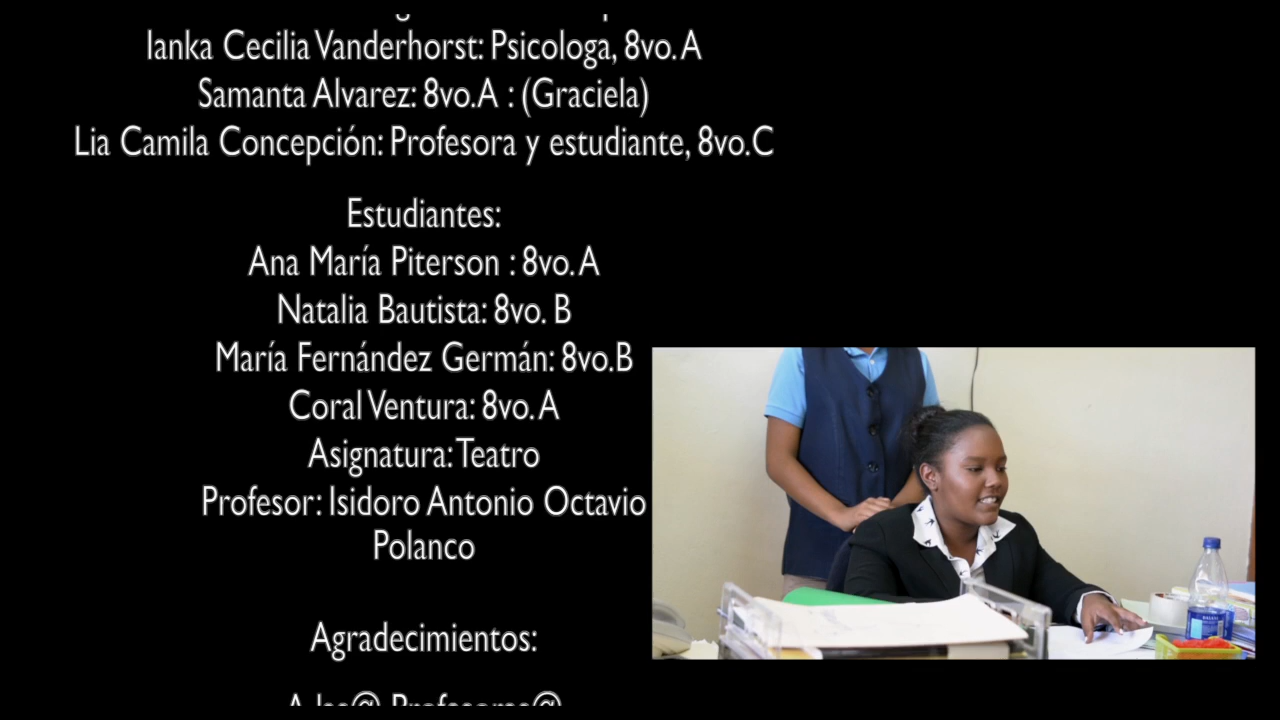 Ianka Cecilia Vanderhorst: Psicologa, 8vo. A
Samanta Alvarez: 8vo.A : (Graciela)
Lia Camila Concepción: Profesora y estudiante, 8vo.C
Estudiantes:
Ana María Piterson : 8vo. A
Natalia Bautista: 8vo. B
María Fernández Germán: 8vo.B
Coral Ventura: 8vo. A
Asignatura: Teatro
Profesor: Isidoro Antonio Octavio
Polanco
Agradecimientos: